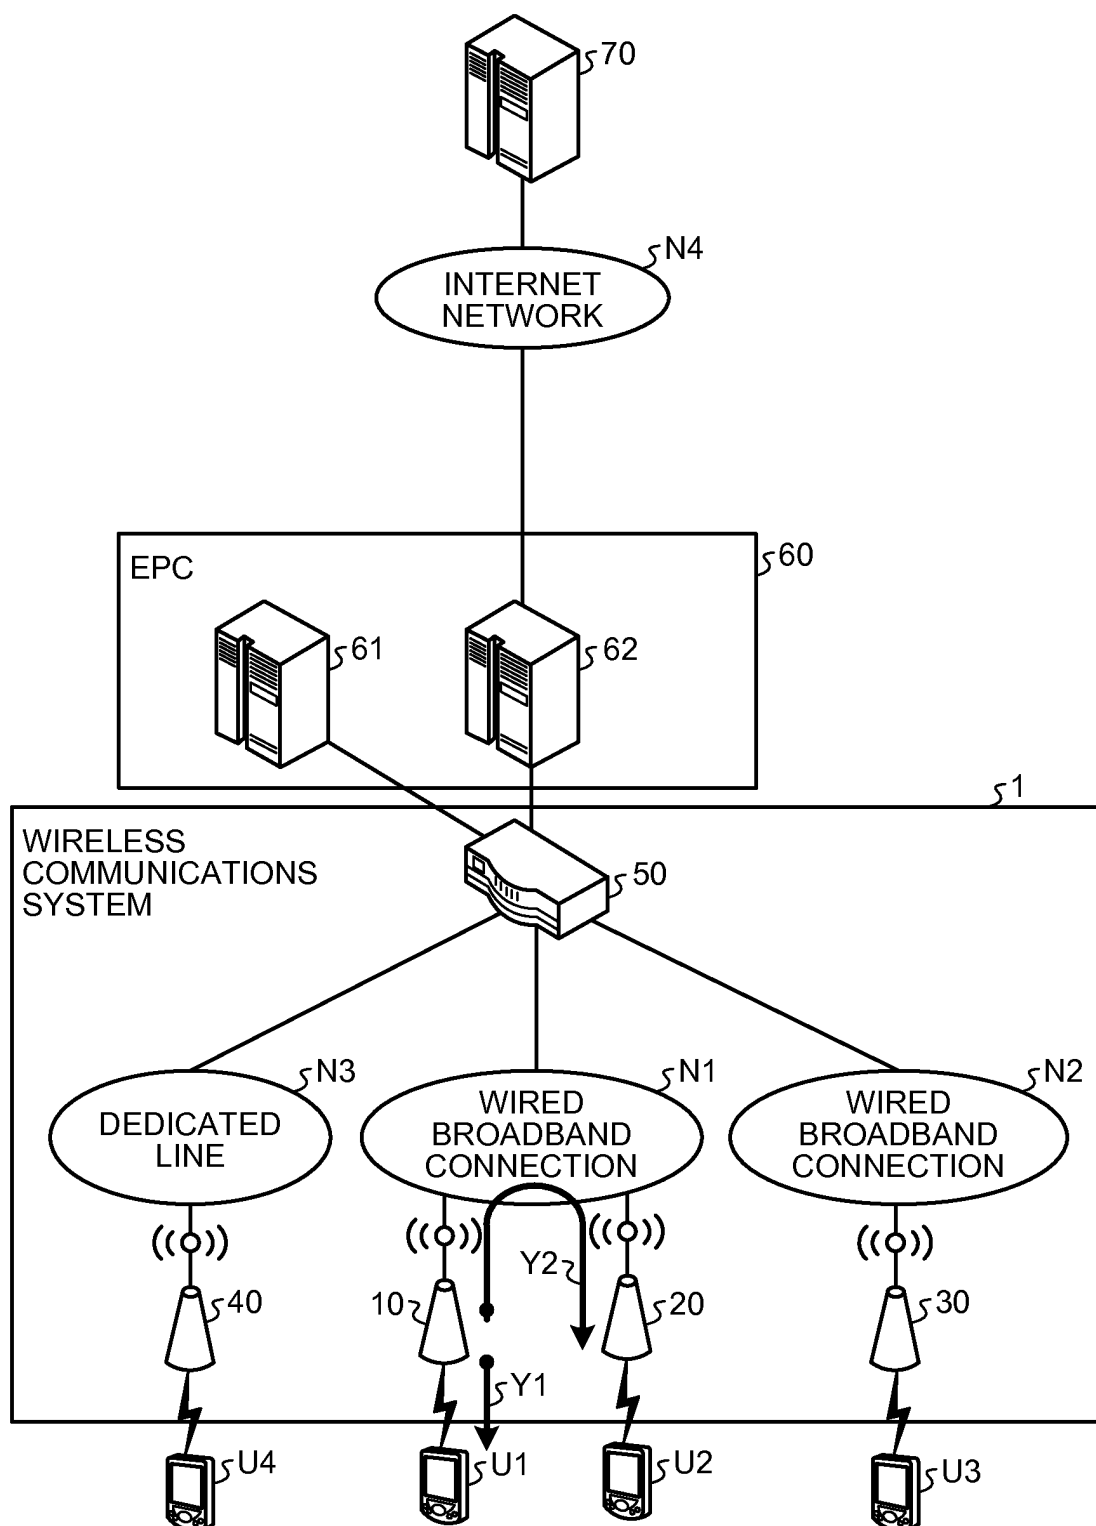 70
N4
INTERNET
NETWORK
60
EPC
61
62
1
WIRELESS
COMMUNICATIONS
SYSTEM
50
N3
N1
N2
DEDICATED
LINE
WIRED
BROADBAND
CONNECTION
WIRED
BROADBAND
CONNECTION
Y2
40
10
20
30
Y1
U4
U1
U2
U3